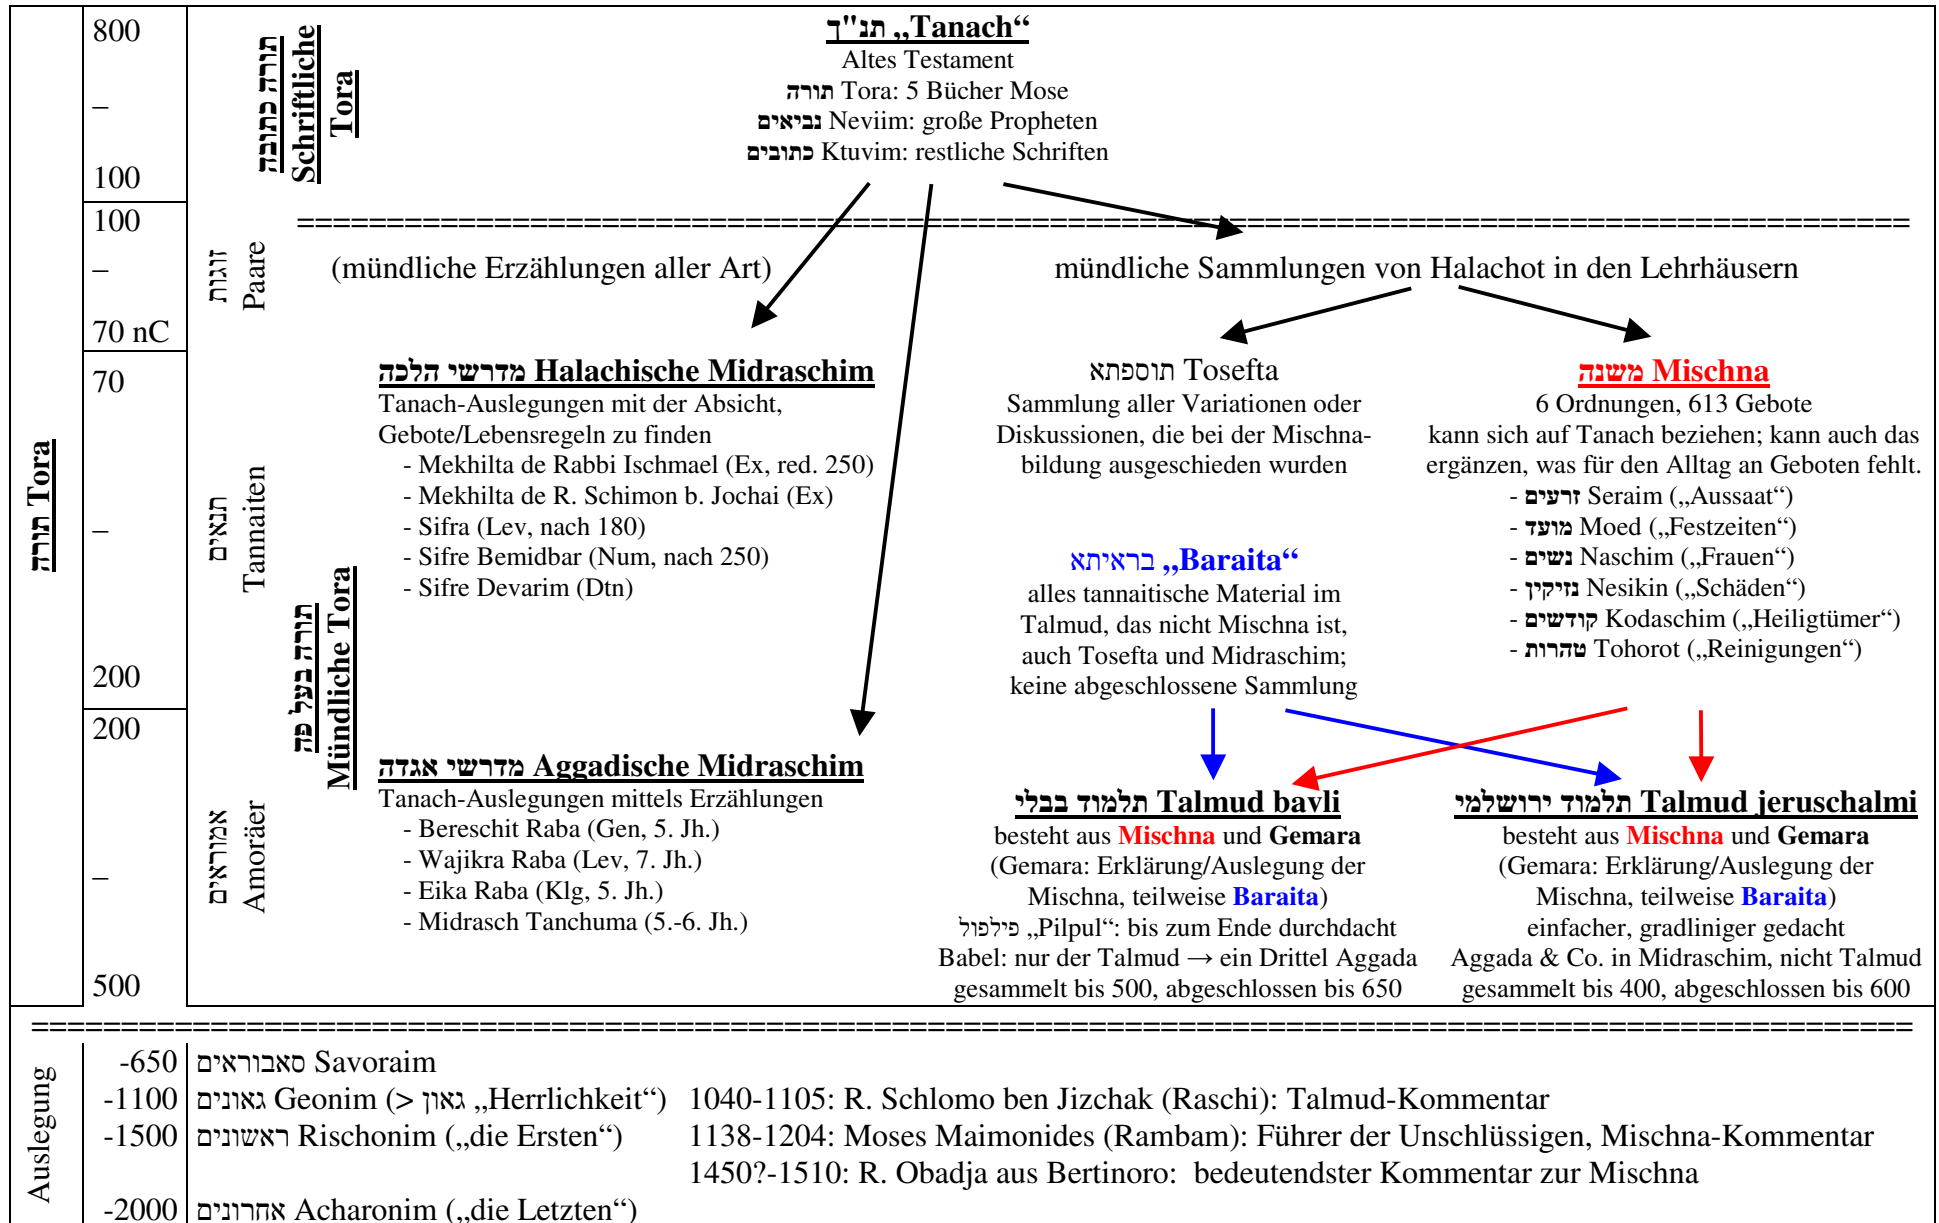 תורה Tora
800
–
100
תורה כתובה
Schriftliche
Tora
תנ"ך „Tanach“
Altes Testament
תורה Tora: 5 Bücher Mose
נביאים Neviim: große Propheten
כתובים Ktuvim: restliche Schriften
100
–
70 nC
זוגות
Paare
==========================================================================================
(mündliche Erzählungen aller Art)
mündliche Sammlungen von Halachot in den Lehrhäusern
תורה בעל פה
Mündliche Tora
70
–
200
תנאים
Tannaiten
מדרשי הלכה Halachische Midraschim
Tanach-Auslegungen mit der Absicht,
Gebote/Lebensregeln zu finden
- Mekhilta de Rabbi Ischmael (Ex, red. 250)
- Mekhilta de R. Schimon b. Jochai (Ex)
- Sifra (Lev, nach 180)
- Sifre Bemidbar (Num, nach 250)
- Sifre Devarim (Dtn)
תוספתא Tosefta
Sammlung aller Variationen oder
Diskussionen, die bei der Mischna-
bildung ausgeschieden wurden
בראיתא „Baraita“
alles tannaitische Material im
Talmud, das nicht Mischna ist,
auch Tosefta und Midraschim;
keine abgeschlossene Sammlung
משנה Mischna
6 Ordnungen, 613 Gebote
kann sich auf Tanach beziehen; kann auch das
ergänzen, was für den Alltag an Geboten fehlt.
- זרעים Seraim („Aussaat“)
- מועד Moed („Festzeiten“)
- נשים Naschim („Frauen“)
- נזיקין Nesikin („Schäden“)
- קודשים Kodaschim („Heiligtümer“)
- טהרות Tohorot („Reinigungen“)
200
–
500
אמוראים
Amoräer
מדרשי אגדה Aggadische Midraschim
Tanach-Auslegungen mittels Erzählungen
- Bereschit Raba (Gen, 5. Jh.)
- Wajikra Raba (Lev, 7. Jh.)
- Eika Raba (Klg, 5. Jh.)
- Midrasch Tanchuma (5.-6. Jh.)
תלמוד בבלי Talmud bavli
besteht aus Mischna und Gemara
(Gemara: Erklärung/Auslegung der
Mischna, teilweise Baraita)
פילפול „Pilpul“: bis zum Ende durchdacht
Babel: nur der Talmud → ein Drittel Aggada
gesammelt bis 500, abgeschlossen bis 650
תלמוד ירושלמי Talmud jeruschalmi
besteht aus Mischna und Gemara
(Gemara: Erklärung/Auslegung der
Mischna, teilweise Baraita)
einfacher, gradliniger gedacht
Aggada & Co. in Midraschim, nicht Talmud
gesammelt bis 400, abgeschlossen bis 600
==========================================================================================
Auslegung
-650 סאבוראים Savoraim
-1100 גאונים Geonim (> גאון „Herrlichkeit“) 1040-1105: R. Schlomo ben Jizchak (Raschi): Talmud-Kommentar
-1500 ראשונים Rischonim („die Ersten“) 1138-1204: Moses Maimonides (Rambam): Führer der Unschlüssigen, Mischna-Kommentar
1450?-1510: R. Obadja aus Bertinoro: bedeutendster Kommentar zur Mischna
-2000 אחרונים Acharonim („die Letzten“)